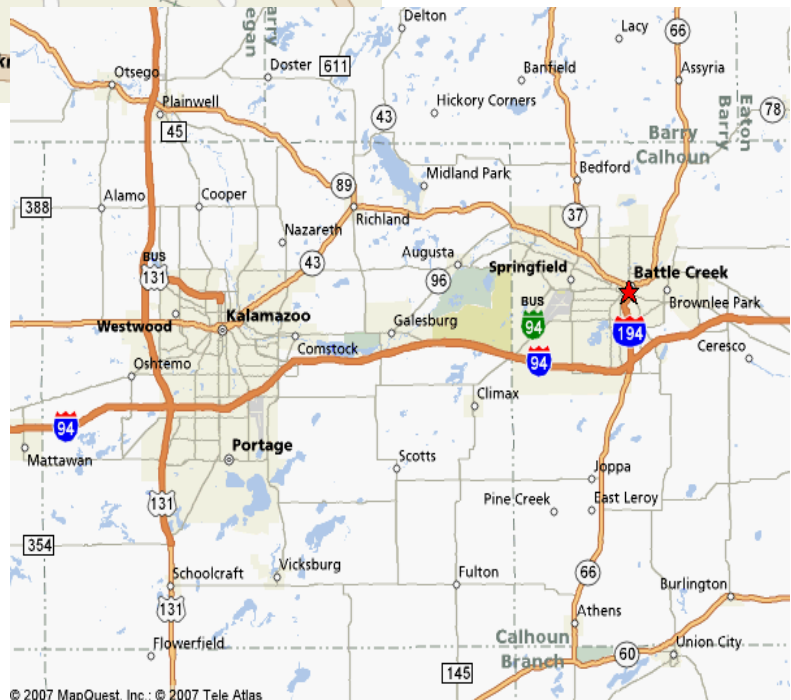 Delton
Lacy
66
arry
egan
Otsego
Doster
611
Banfield
Assyria
Plainwell
45
43
Hickory Corners
Barry
Eaton
78
Barry
Calhoun
Midland Park
Bedford
89
388
Alamo
Cooper
Richland
37
Nazareth
43
Augusta
BUS
131
96
Springfield
Battle Creek
BUS
94
Brownlee Park
Westwood
Kalamazoo
Galesburg
194
Comstock
94
Ceresco
Oshtemo
Climax
94
Mattawan
Portage
Scotts
Joppa
131
Pine Creek
East Leroy
354
Schoolcraft
Vicksburg
Fulton
66
Burlington
131
Athens
Flowerfield
Calhoun
Branch
60
Union City
145
© 2007 MapQuest, Inc.; © 2007 Tele Atlas